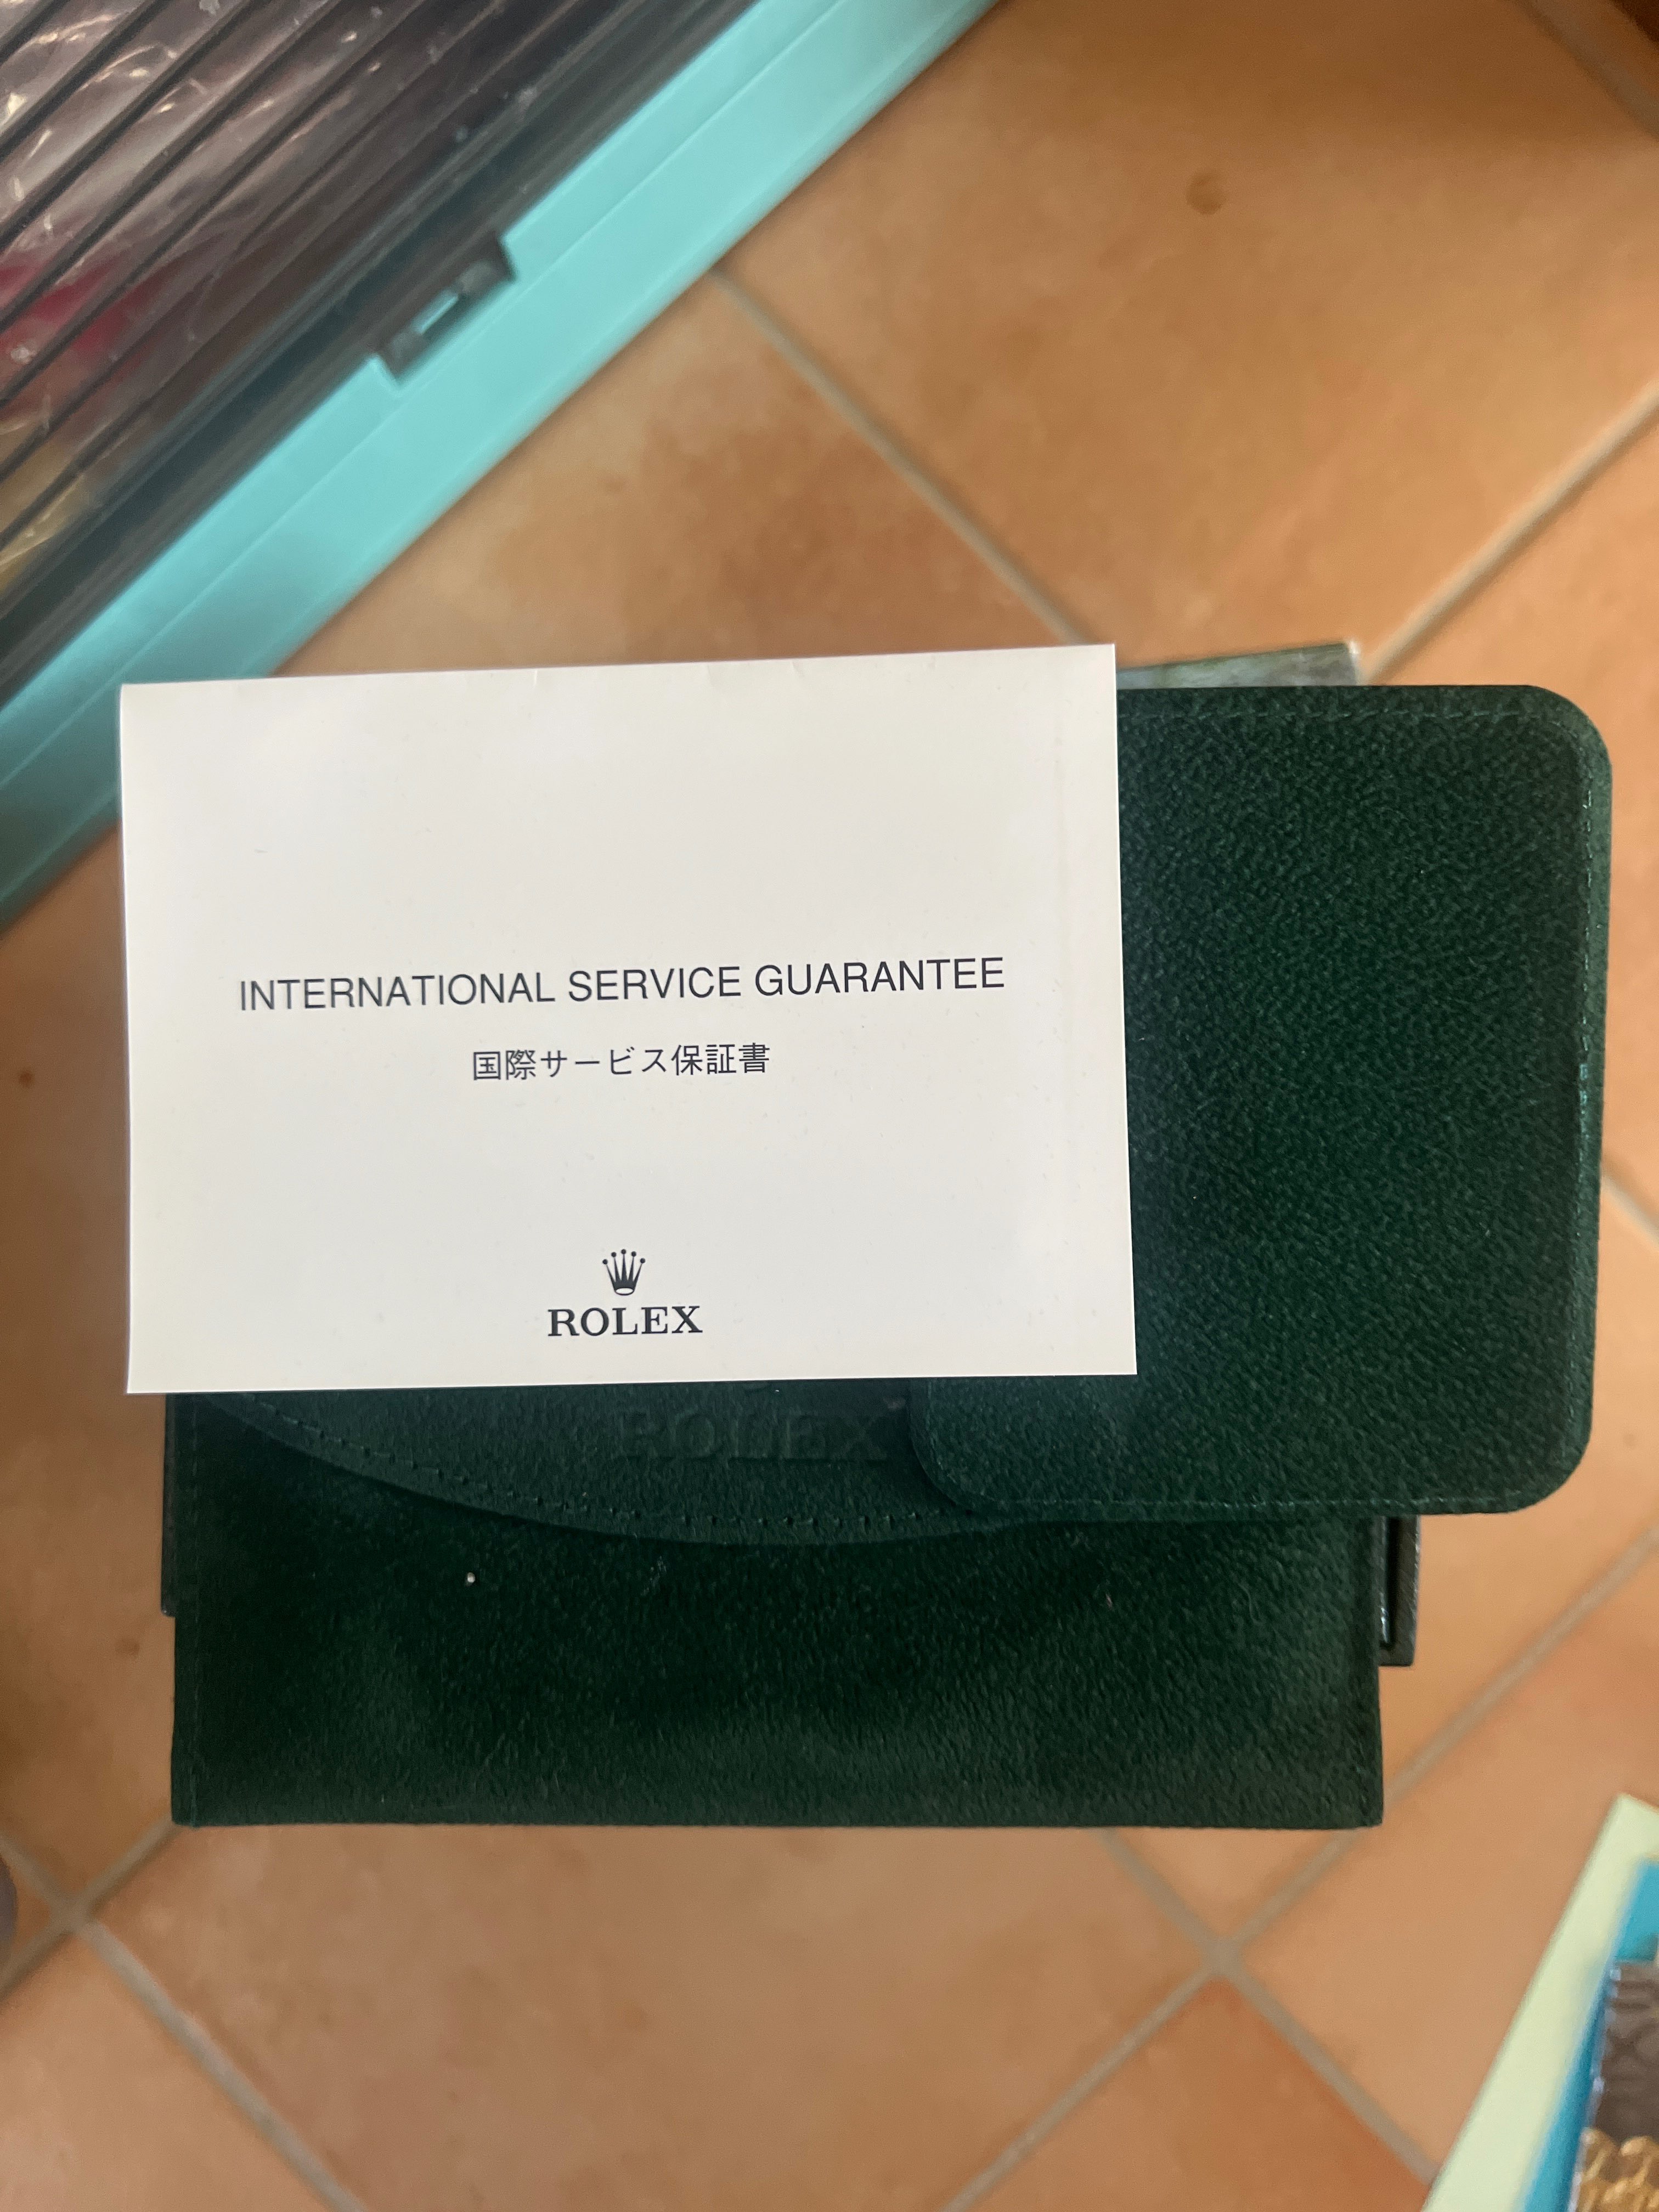 INTERNATIONAL SERVICE GUARANTEE
国際サービス保証書
ROLEX
ROLEX